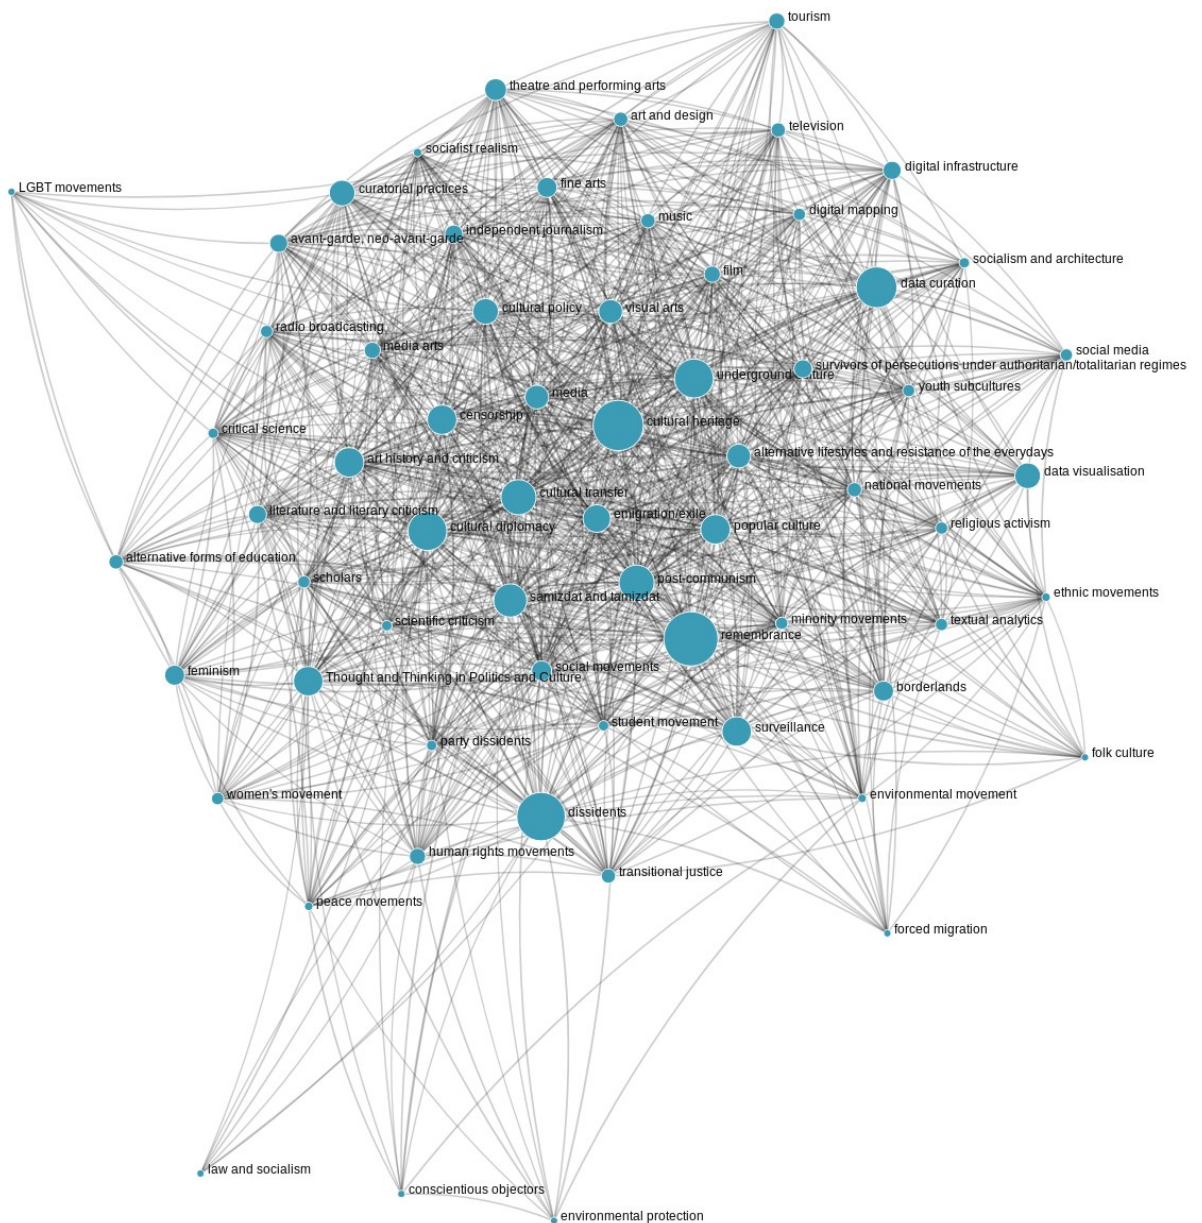 tourism
theatre and performing arts
art and design
television
socialist realism
digital infrastructure
fine arts
LGBT movements
curatorial practices
digital mapping
music
independent journalism
avant-garde, neo-avant-garde
socialism and architecture
film
data curation
cultural policy
visual arts
radio broadcasting
media arts
social media
survivors of persecutions under authoritarian/totalitarian regimes
underground culture
youth subcultures
media
censorship
cultural heritage
critical science
alternative lifestyles and resistance of the everydays
art history and criticism
data visualisation
national movements
cultural transfer
literature and literary criticism
emigration/exile
cultural diplomacy
popular culture
religious activism
alternative forms of education
scholars
post-communism
ethnic movements
samizdat and tamizdat
scientific criticism
minority movements
textual analytics
remembrance
social movements
feminism
Thought and Thinking in Politics and Culture
borderlands
student movement
surveillance
party dissidents
folk culture
women's movement
environmental movement
dissidents
human rights movements
transitional justice
peace movements
forced migration
law and socialism
conscientious objectors
environmental protection